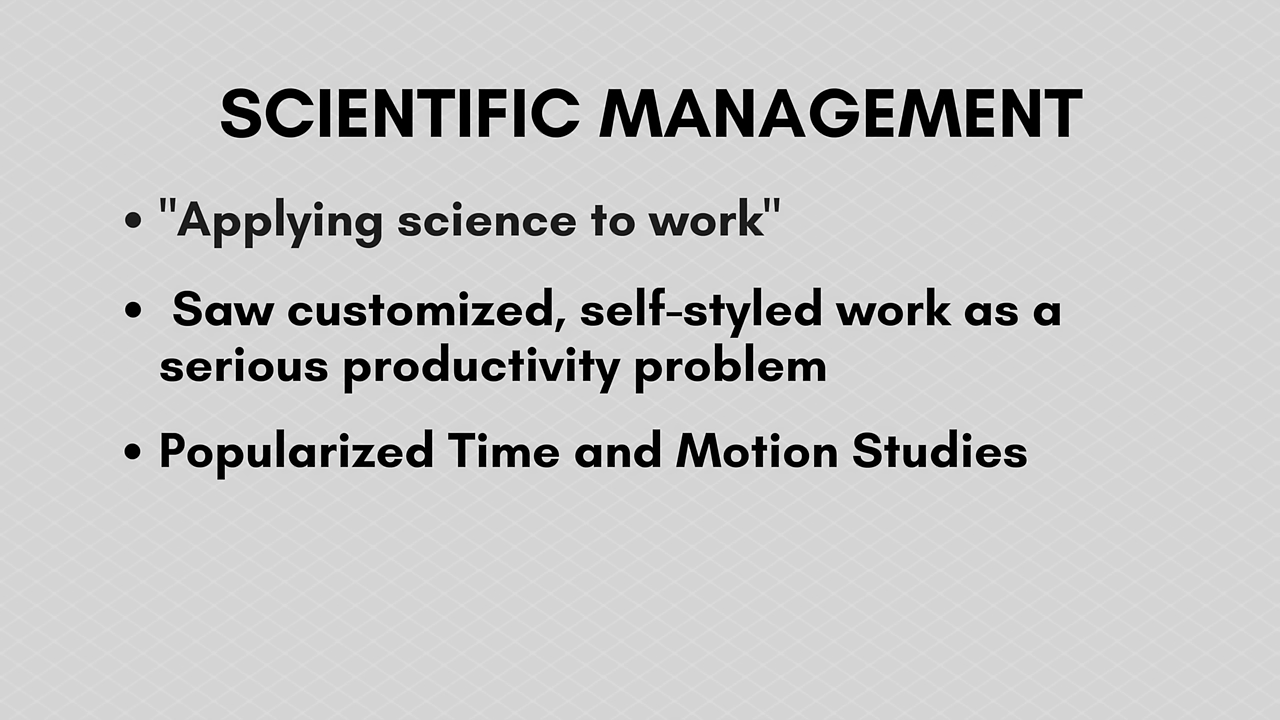 SCIENTIFIC MANAGEMENT
• "Applying science to work"
• Saw customized, self-styled work as a
serious productivity problem
• Popularized Time and Motion Studies